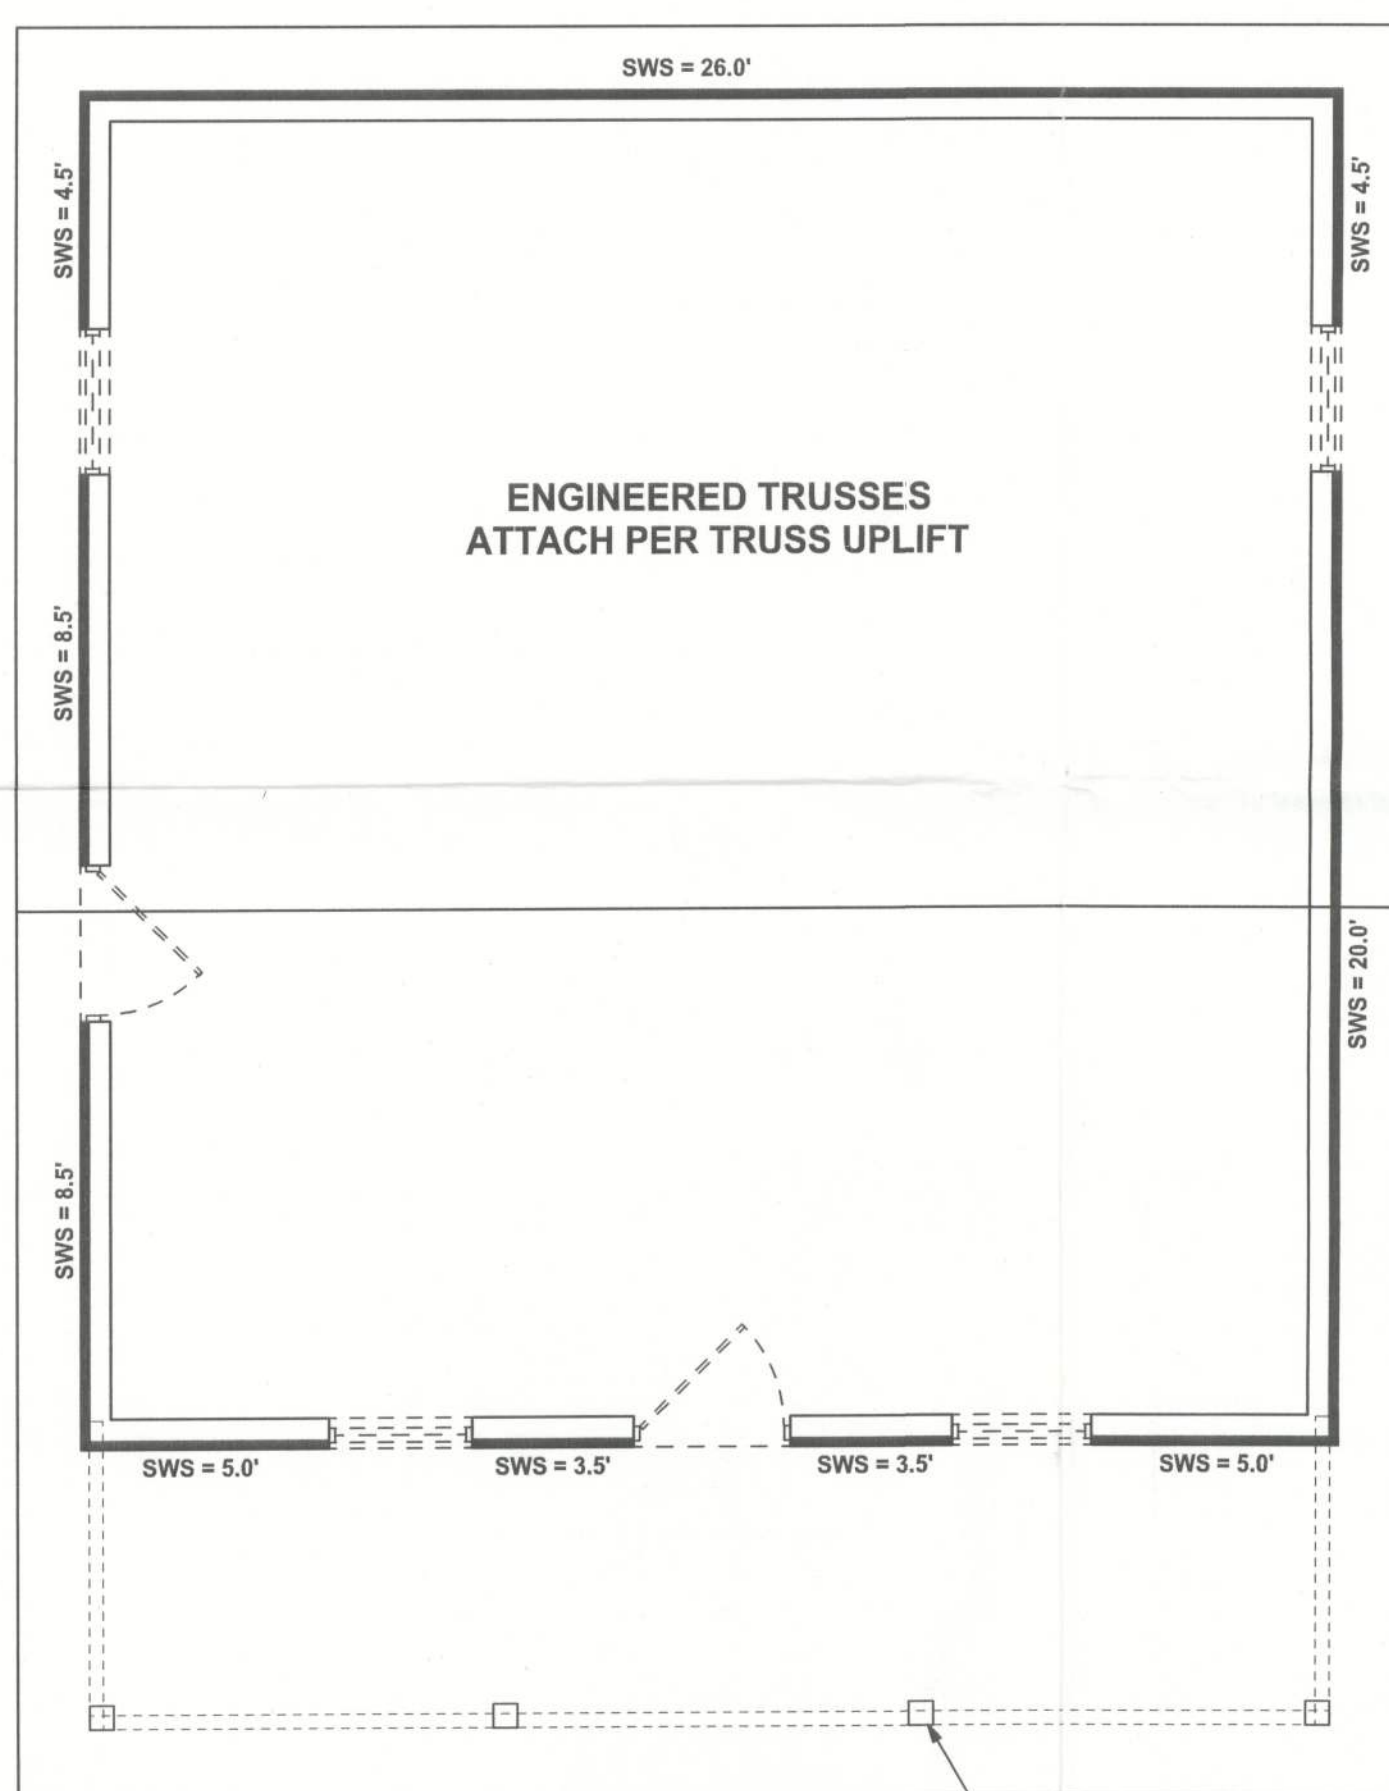 SWS = 26.0'
SWS = 4.5'
SWS = 4.5'
ENGINEERED TRUSSES
ATTACH PER TRUSS UPLIFT
SWS = 8.5'
SWS = 20.0'
SWS = 8.5'
SWS = 5.0'
SWS = 3.5'
SWS = 3.5'
SWS = 5.0'